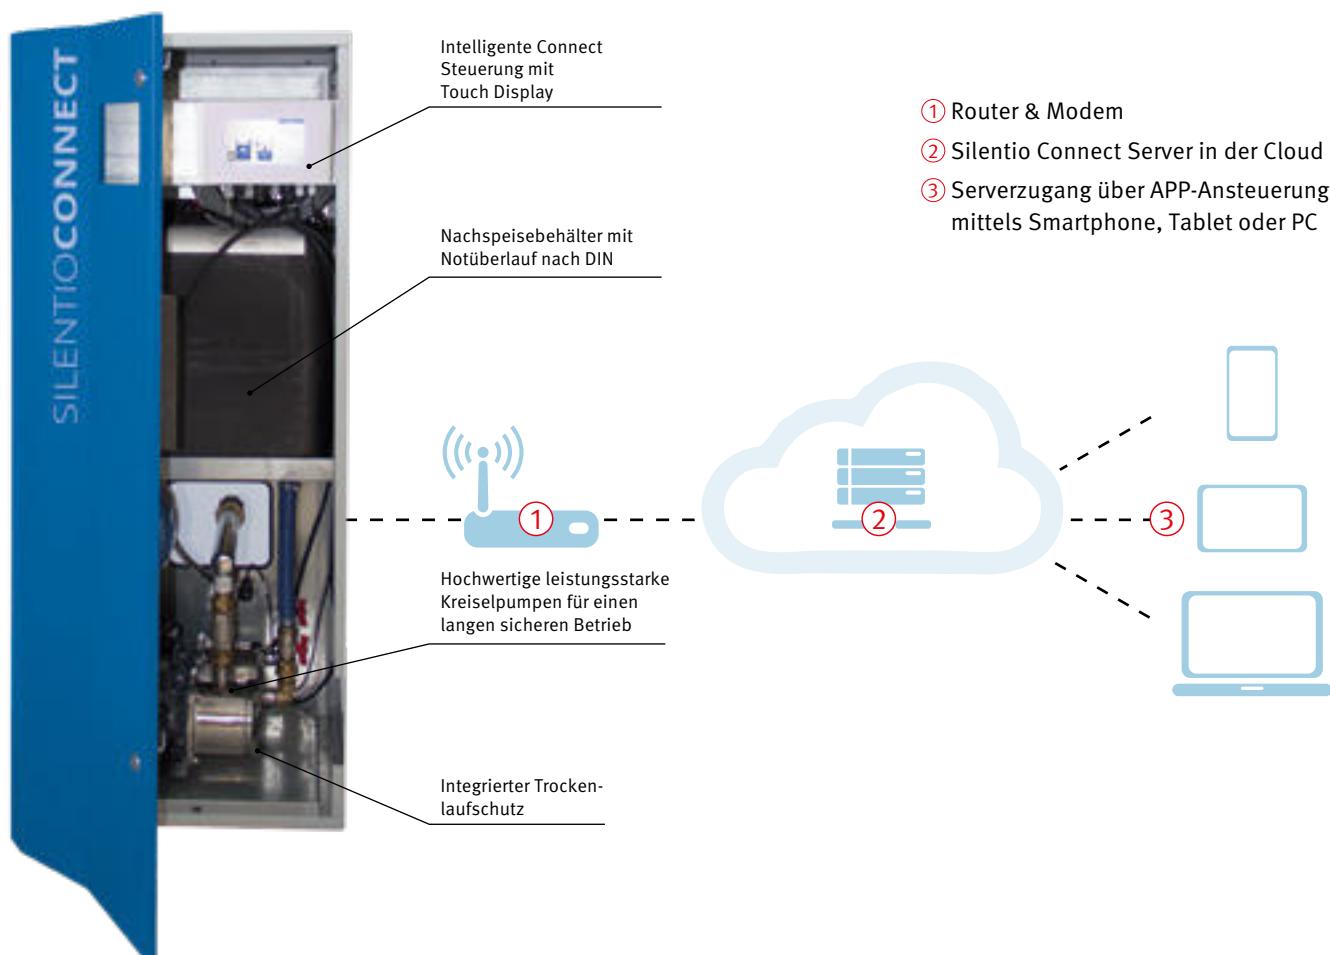 SILENTIOCONNECT
Intelligente Connect
Steuerung mit
Touch Display
Nachspeisebehälter mit
Notüberlauf nach DIN
Hochwertige leistungsstarke
Kreiselpumpen für einen
langen sicheren Betrieb
Integrierter Trocken-
laufschutz
1 Router & Modem
2 Silentio Connect Server in der Cloud
3 Serverzugang über APP-Ansteuerung
mittels Smartphone, Tablet oder PC
1
2
3